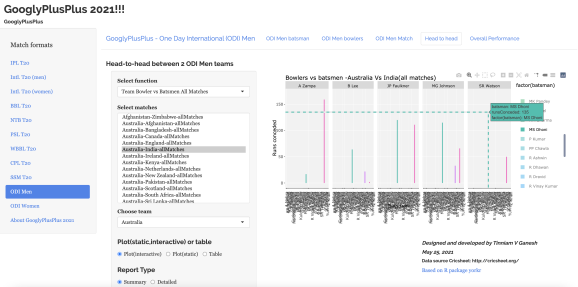 GooglyPlusPlus 2021!!!
GooglyPlusPlus
Match formats
IPL T20
Intl. T20 (men)
Intl. T20 (women)
BBL T20
NTB T20
PSL T20
WBBL T20
CPL T20
SSM T20
ODI Men
ODI Women
About GooglyPlusPlus 2020
GooglyPlusPlus - One Day International (ODI) Men
ODI Men batsman
ODI Men bowlers
ODI Men Match
Head to head
Overall Performance
Head-to-head between 2 ODI Men teams
Select function
Team Bowler vs Batsmen All Matches
Select matches
Afghanistan-Zimbabwe-allMatches
Australia-Afghanistan-allMatches
Australia-Bangladesh-allMatches
Australia-Canada-allMatches
Australia-England-allMatches
Australia-India-allMatches
Australia-Ireland-allMatches
Australia-Kenya-allMatches
Australia-Netherlands-allMatches
Australia-New Zealand-allMatches
Australia-Pakistan-allMatches
Australia-Scotland-allMatches
Australia-South Africa-allMatches
Australia-Sri Lanka-allMatches
Choose team
Australia
Plot(static,interactive) or table
Plot(interactive) Plot(static) Table
Report Type
Summary Detailed
Bowlers vs batsmen -Australia Vs India(all matches)
A Zampa
B Lee
JP Faulkner
MG Johnson
SR Watson
factor(batsman)
batsman: MS Dhoni
runsConceded: 135
factor(batsman): MS Dhoni
MS Dhoni
P Kumar
PP Chawla
R Ashwin
R Dhawan
R Dravid
R Vinay Kumar
Runs conceded
150
100
50
0
Designed and developed by Tinniam V Ganesh
May 25, 2021
Data source Cricsheet: http://cricsheet.org/
Based on R package yorkr